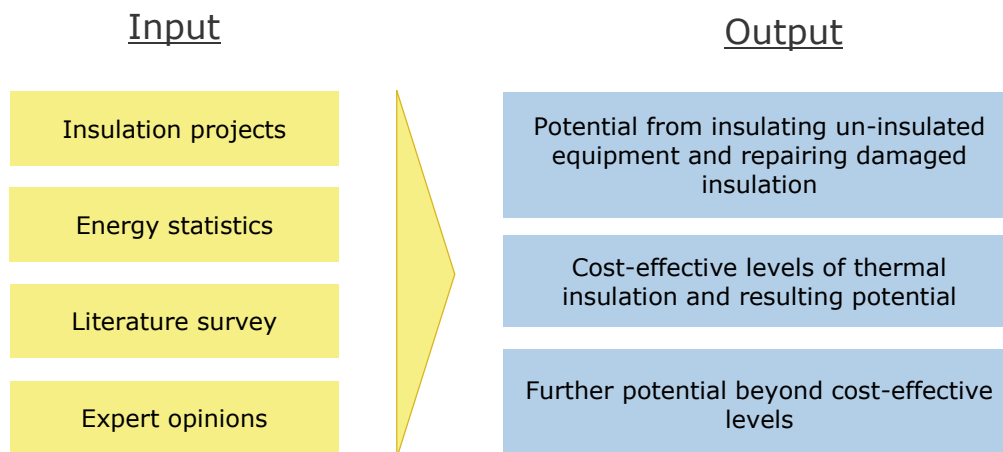 Input
Output
Insulation projects
Energy statistics
Literature survey
Expert opinions
Potential from insulating un-insulated
equipment and repairing damaged
insulation
Cost-effective levels of thermal
insulation and resulting potential
Further potential beyond cost-effective
levels